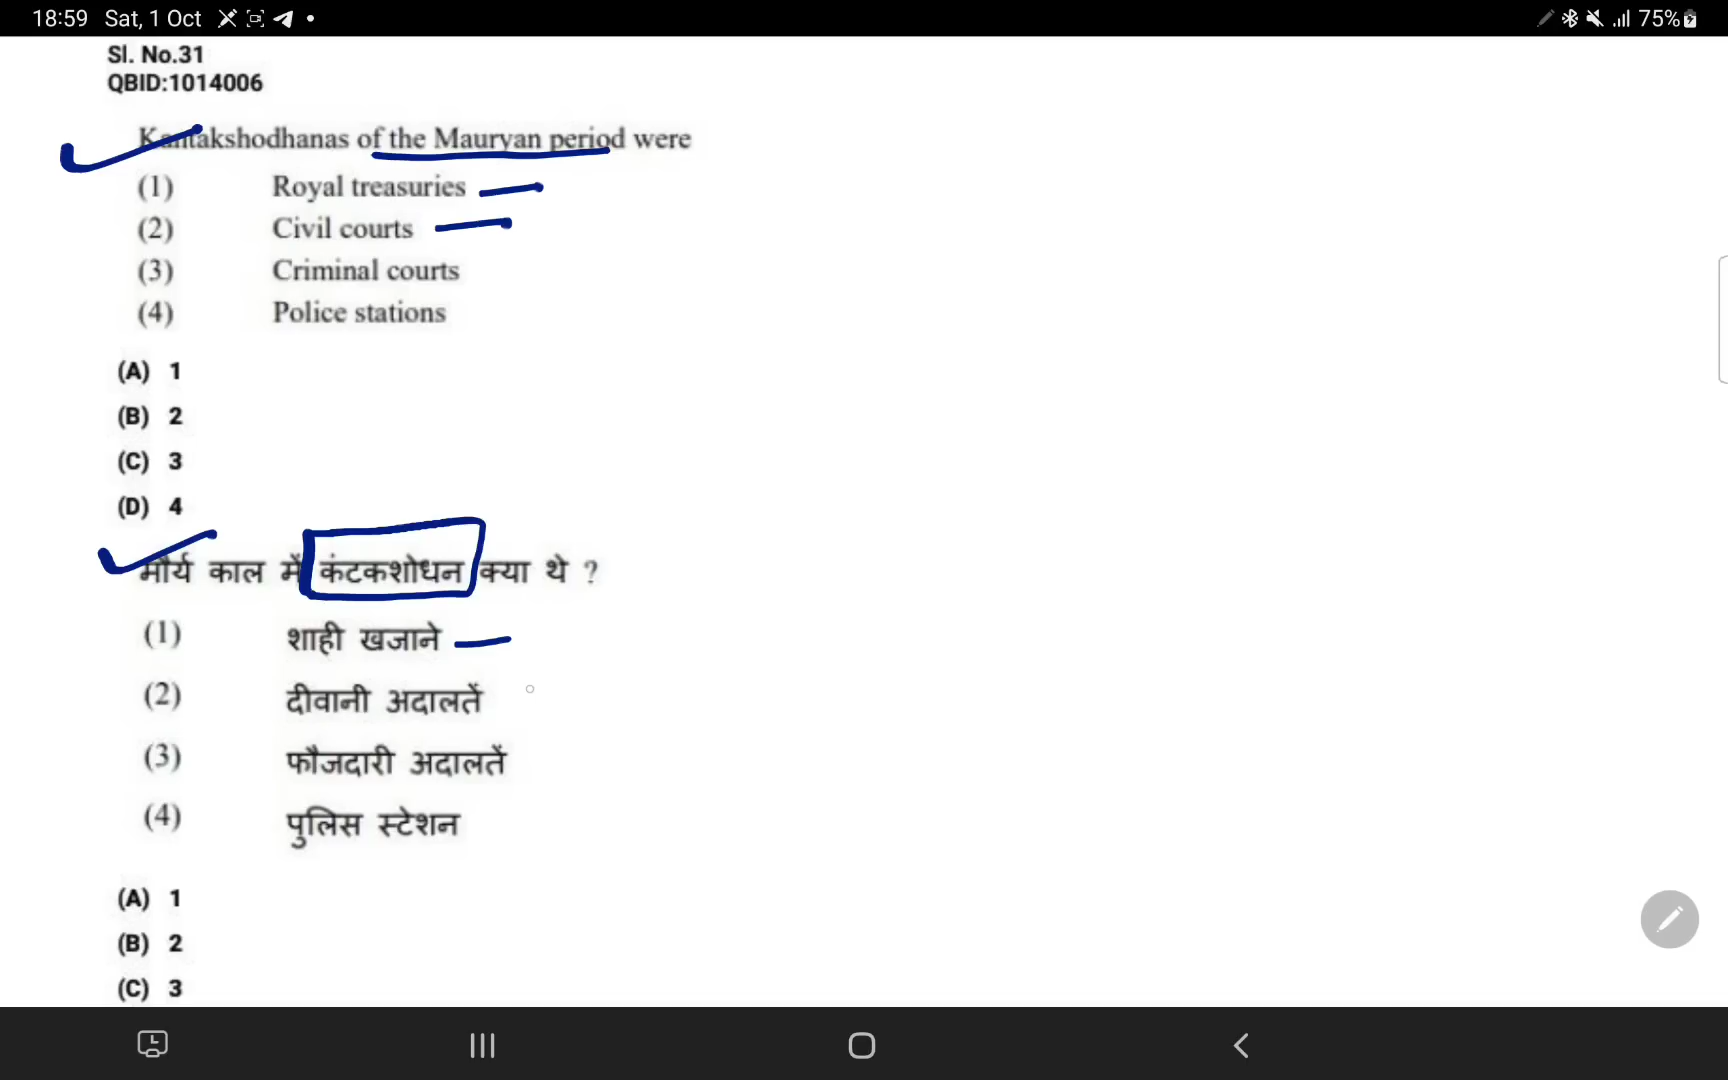 18:59 Sat, 1 Oct
75%
Sl. No.31
QBID:1014006
Kantakshodhanas of the Mauryan period were
(1) Royal treasuries
(2) Civil courts
(3) Criminal courts
(4) Police stations
(A) 1
(B) 2
(C) 3
(D) 4
मौर्य काल में कंटकशोधन क्या थे ?
(1) शाही खजाने
(2) दीवानी अदालतें
(3) फौजदारी अदालतें
(4) पुलिस स्टेशन
(A) 1
(B) 2
(C) 3